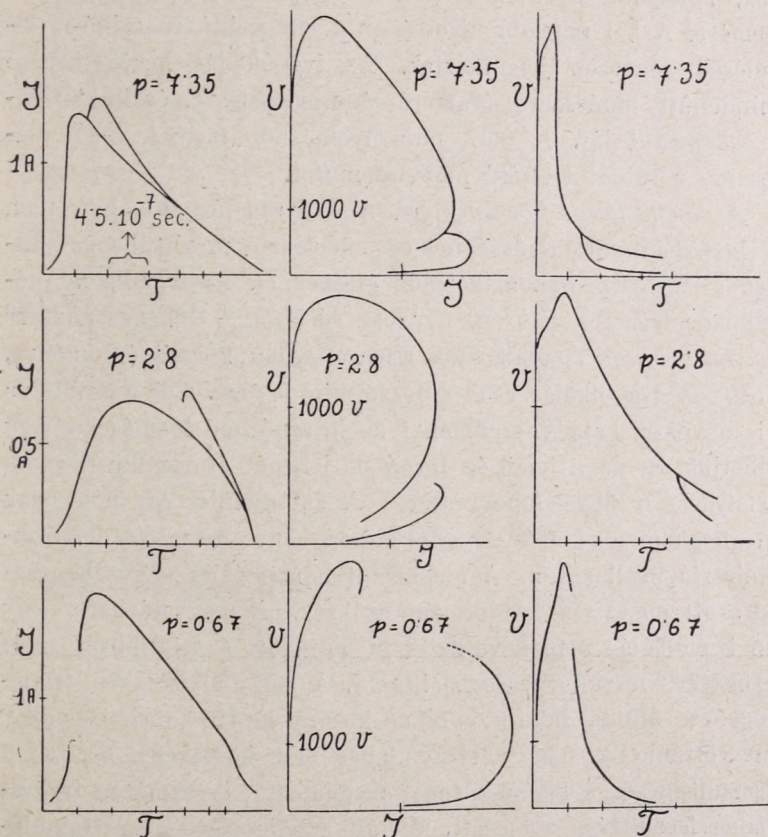 J
p=7·35
1A
4·5.10⁻⁷ sec.
T
U
p=7·35
1000 U
J
U
p=7·35
T
J
p=2·8
0·5
A
T
U
p=2·8
1000 U
J
U
p=2·8
T
J
p=0·67
1A
T
U
p=0·67
1000 U
J
U
p=0·67
T